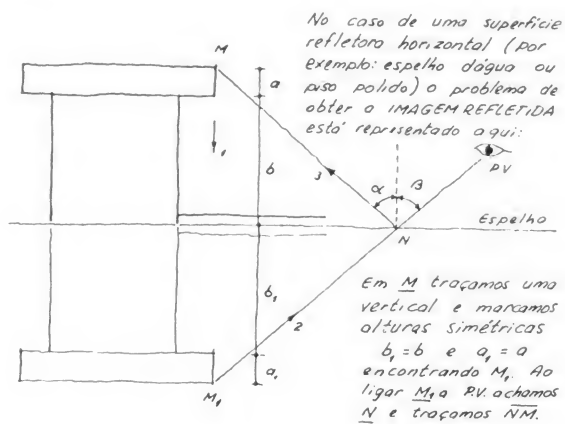 No caso de uma superfície
refletora horizontal (por
exemplo: espelho dágua ou
piso polido) o problema de
obter a IMAGEM REFLETIDA
está representado aqui:
M
a
1
b
3
α
β
P.V
Espelho
N
b₁
2
a₁
M₁
Em M traçamos uma
vertical e marcamos
alturas simétricas
b₁ = b e a₁ = a
encontrando M₁. Ao
ligar M₁ a P.V. achamos
N e traçamos N̅M̅.